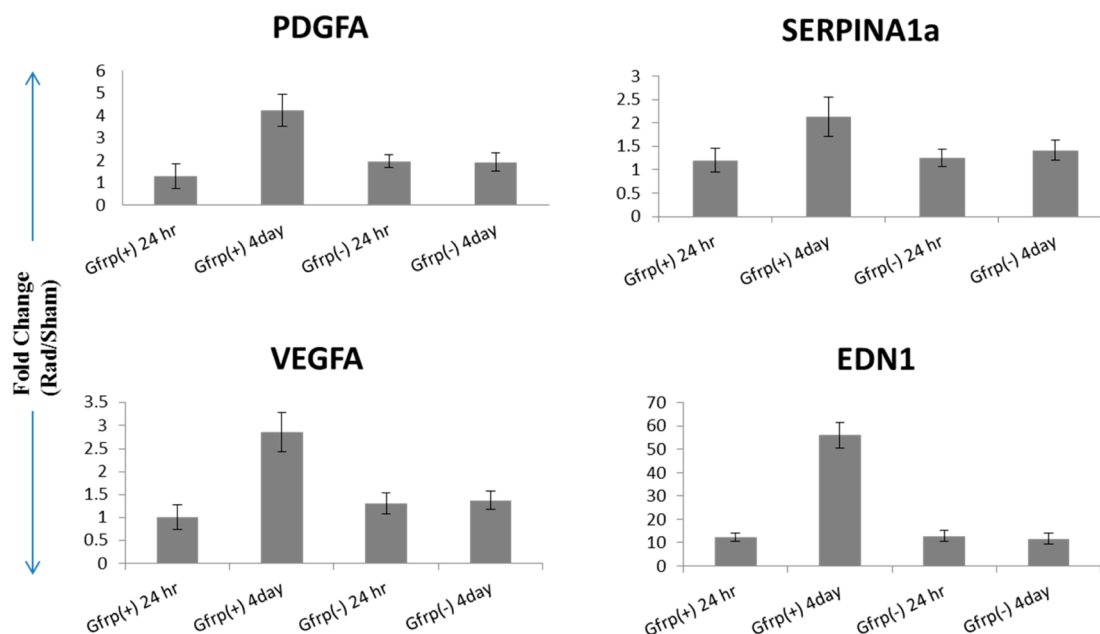 PDGFA
6
5
4
3
2
1
0
Gfrp(+) 24 hr
Gfrp(+) 4day
Gfrp(-) 24 hr
Gfrp(-) 4day
SERPINA1a
3
2.5
2
1.5
1
0.5
0
Gfrp(+) 24 hr
Gfrp(+) 4day
Gfrp(-) 24 hr
Gfrp(-) 4day
Fold Change
(Rad/Sham)
VEGFA
3.5
3
2.5
2
1.5
1
0.5
0
Gfrp(+) 24 hr
Gfrp(+) 4day
Gfrp(-) 24 hr
Gfrp(-) 4day
EDN1
70
60
50
40
30
20
10
0
Gfrp(+) 24 hr
Gfrp(+) 4day
Gfrp(-) 24 hr
Gfrp(-) 4day